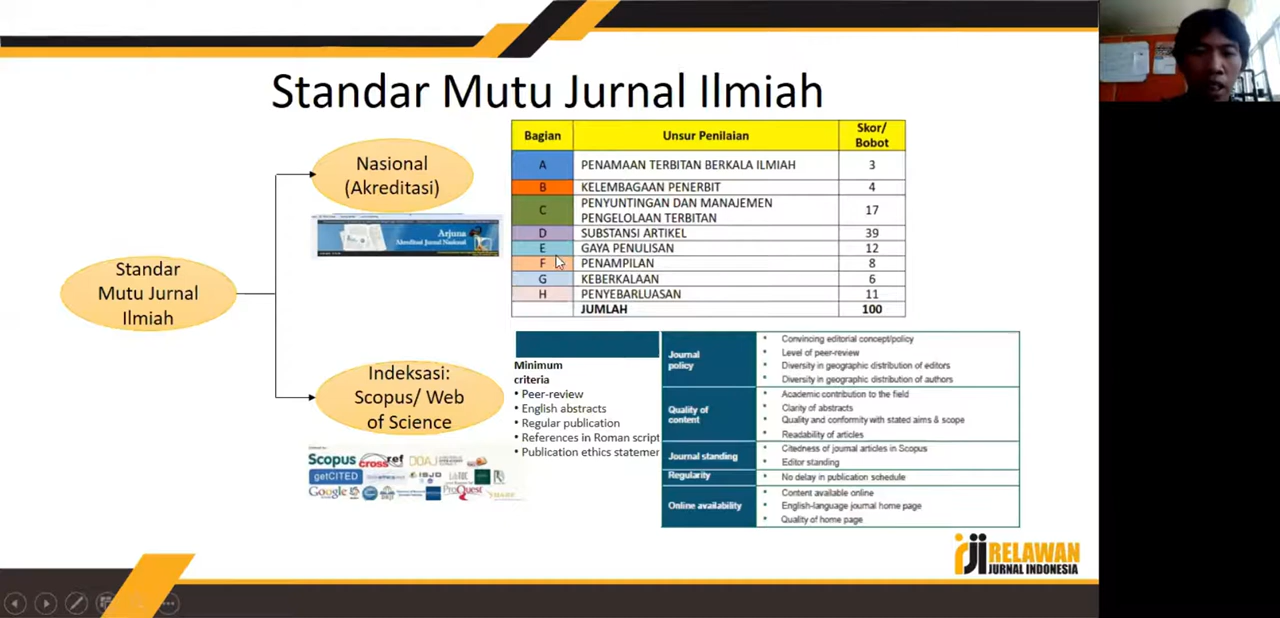 Standar Mutu Jurnal Ilmiah
Nasional
(Akreditasi)
Arjuna
Akreditasi Jurnal Nasional
Standar
Mutu Jurnal
Ilmiah
Indeksasi:
Scopus/ Web
of Science
Scopus
crossref
DOAJ
getCITED
Google
ProQuest
Bagian Unsur Penilaian Skor/
Bobot
A PENAMAAN TERBITAN BERKALA ILMIAH 3
B KELEMBAGAAN PENERBIT 4
C PENYUNTINGAN DAN MANAJEMEN
PENGELOLAAN TERBITAN 17
D SUBSTANSI ARTIKEL 39
E GAYA PENULISAN 12
F PENAMPILAN 8
G KEBERKALAAN 6
H PENYEBARLUASAN 11
JUMLAH 100
Minimum
criteria
• Peer-review
• English abstracts
• Regular publication
• References in Roman script
• Publication ethics statemer
Journal
policy
• Convincing editorial concept/policy
• Level of peer-review
• Diversity in geographic distribution of editors
• Diversity in geographic distribution of authors
Quality of
content
• Academic contribution to the field
• Clarity of abstracts
• Quality and conformity with stated aims & scope
• Readability of articles
Journal standing
• Citedness of journal articles in Scopus
• Editor standing
Regularity
• No delay in publication schedule
Online availability
• Content available online
• English-language journal home page
• Quality of home page
rji RELAWAN
JURNAL INDONESIA